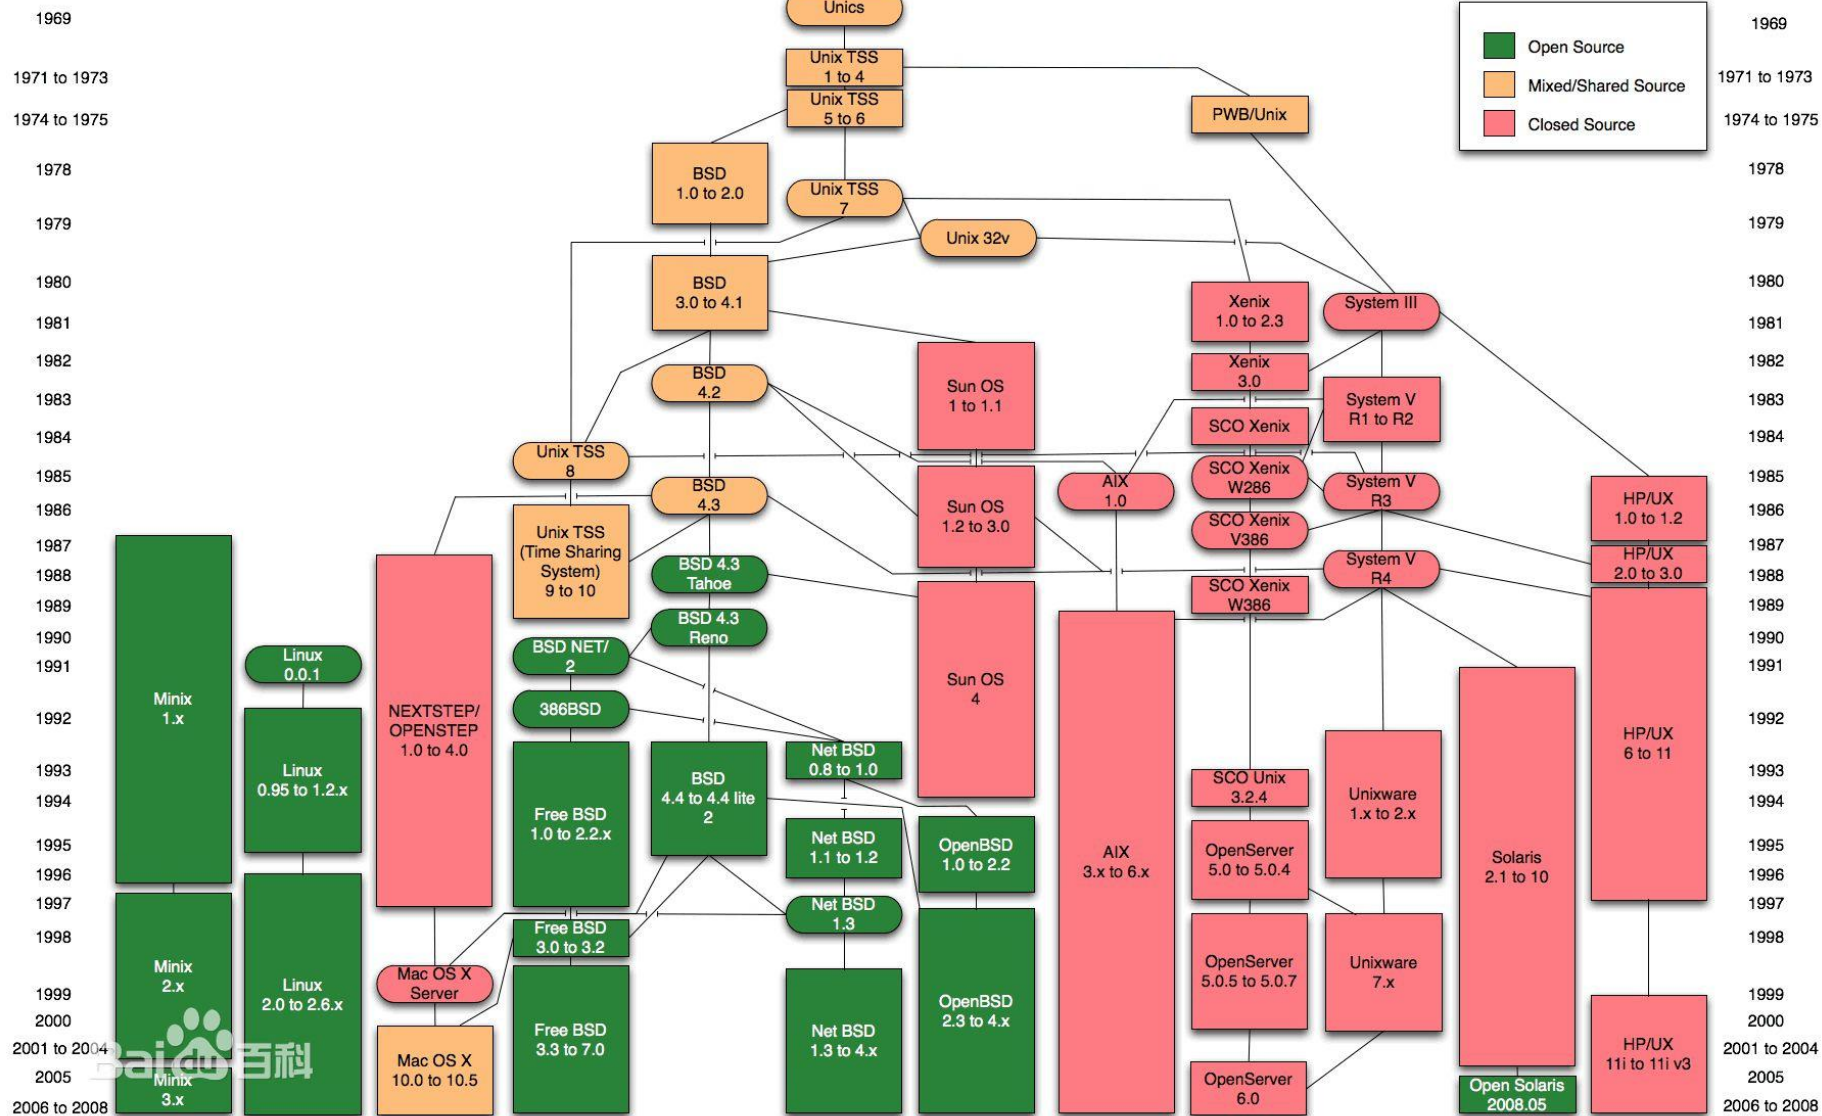 1969
Unics
1969
Open Source
Unix TSS
1 to 4
1971 to 1973
1971 to 1973
Mixed/Shared Source
Unix TSS
5 to 6
PWB/Unix
1974 to 1975
1974 to 1975
Closed Source
1978
BSD
1.0 to 2.0
Unix TSS
7
1978
1979
Unix 32v
1979
1980
BSD
3.0 to 4.1
Xenix
1.0 to 2.3
System III
1980
1981
1981
1982
BSD
4.2
Sun OS
1 to 1.1
Xenix
3.0
1982
1983
System V
R1 to R2
1983
SCO Xenix
1984
Unix TSS
8
1984
SCO Xenix
W286
1985
BSD
4.3
AIX
1.0
System V
R3
1985
HP/UX
1.0 to 1.2
1986
Unix TSS
(Time Sharing
System)
9 to 10
Sun OS
1.2 to 3.0
SCO Xenix
V386
1986
1987
HP/UX
2.0 to 3.0
1987
BSD 4.3
Tahoe
System V
R4
1988
SCO Xenix
W386
1988
1989
BSD 4.3
Reno
1989
1990
BSD NET/
2
1990
Linux
0.0.1
1991
1991
Minix
1.x
NEXTSTEP/
OPENSTEP
1.0 to 4.0
386BSD
Sun OS
4
1992
1992
HP/UX
6 to 11
Linux
0.95 to 1.2.x
BSD
4.4 to 4.4 lite
2
Net BSD
0.8 to 1.0
1993
SCO Unix
3.2.4
1993
1994
Free BSD
1.0 to 2.2.x
Unixware
1.x to 2.x
1994
1995
Net BSD
1.1 to 1.2
OpenBSD
1.0 to 2.2
AIX
3.x to 6.x
OpenServer
5.0 to 5.0.4
Solaris
2.1 to 10
1995
1996
1996
1997
Net BSD
1.3
1997
1998
Free BSD
3.0 to 3.2
1998
Minix
2.x
Mac OS X
Server
OpenServer
5.0.5 to 5.0.7
Unixware
7.x
Linux
2.0 to 2.6.x
1999
OpenBSD
2.3 to 4.x
1999
2000
Free BSD
3.3 to 7.0
Net BSD
1.3 to 4.x
2000
2001 to 2004
HP/UX
11i to 11i v3
2001 to 2004
Bai du 百科
Mac OS X
10.0 to 10.5
2005
Minix
3.x
OpenServer
6.0
Open Solaris
2008.05
2005
2006 to 2008
2006 to 2008